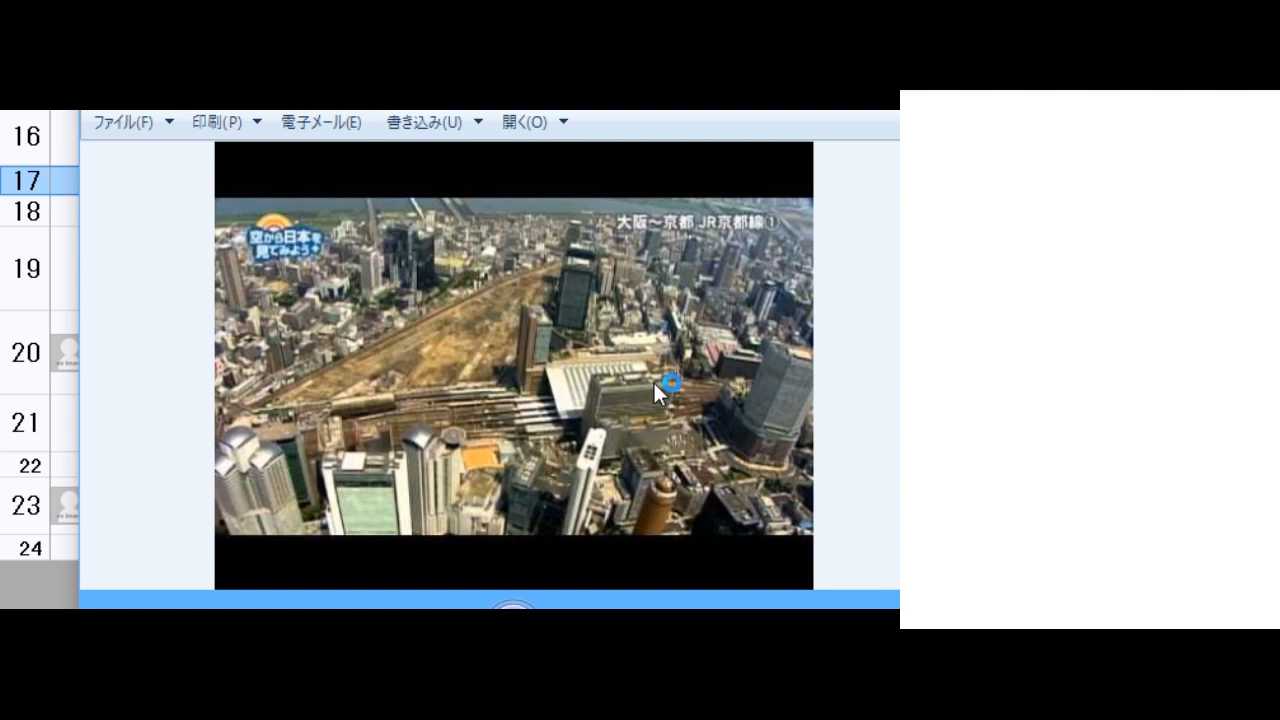 ファイル(F) 印刷(P) 電子メール(E) 書き込み(U) 開く(O)
16
17
18
19
20
21
22
23
24
空から日本を
見てみよう+
大阪～京都 JR京都線①